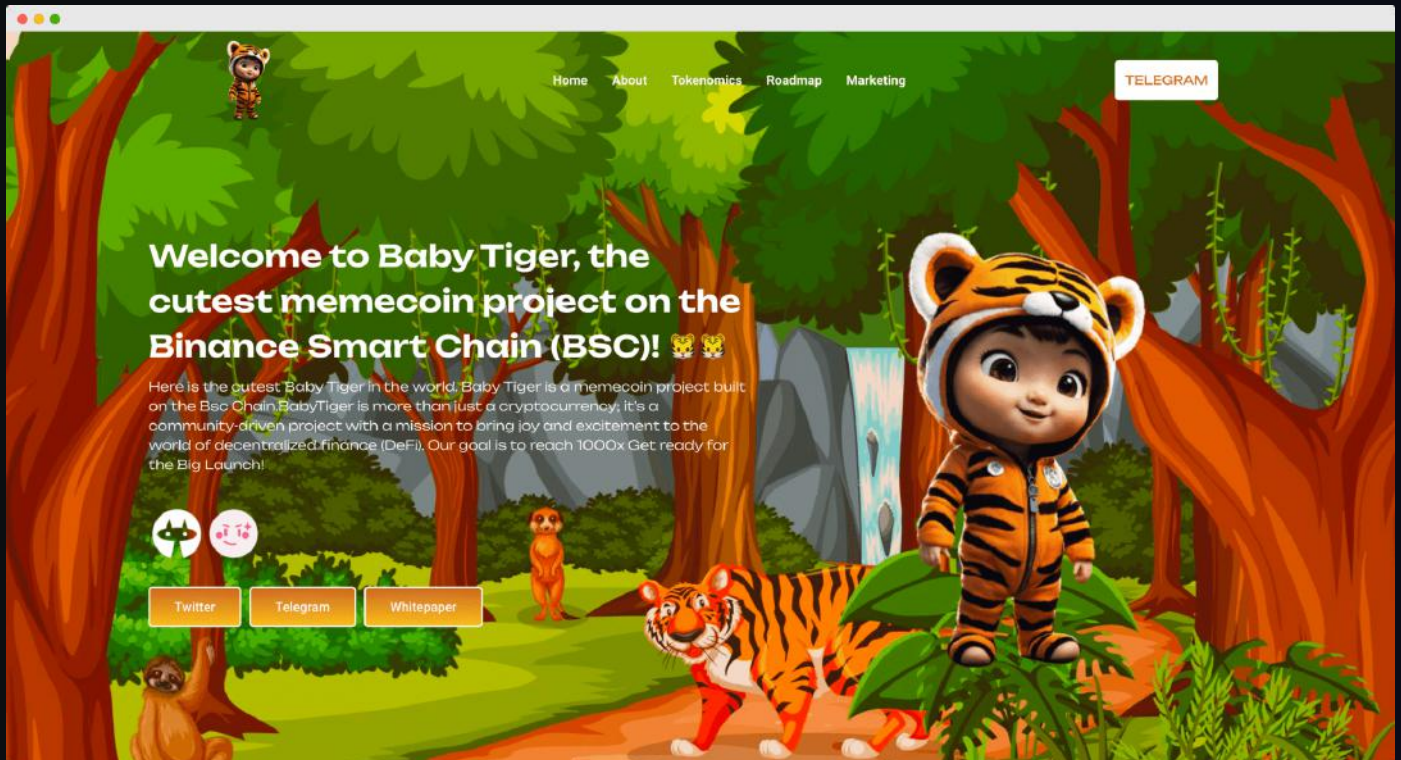 Home About Tokenomics Roadmap Marketing TELEGRAM
Welcome to Baby Tiger, the
cutest memecoin project on the
Binance Smart Chain (BSC)! 🐯🐯
Here is the cutest Baby Tiger in the world. Baby Tiger is a memecoin project built
on the Bsc Chain.BabyTiger is more than just a cryptocurrency; it's a
community-driven project with a mission to bring joy and excitement to the
world of decentralized finance (DeFi). Our goal is to reach 1000x Get ready for
the Big Launch!
Twitter Telegram Whitepaper